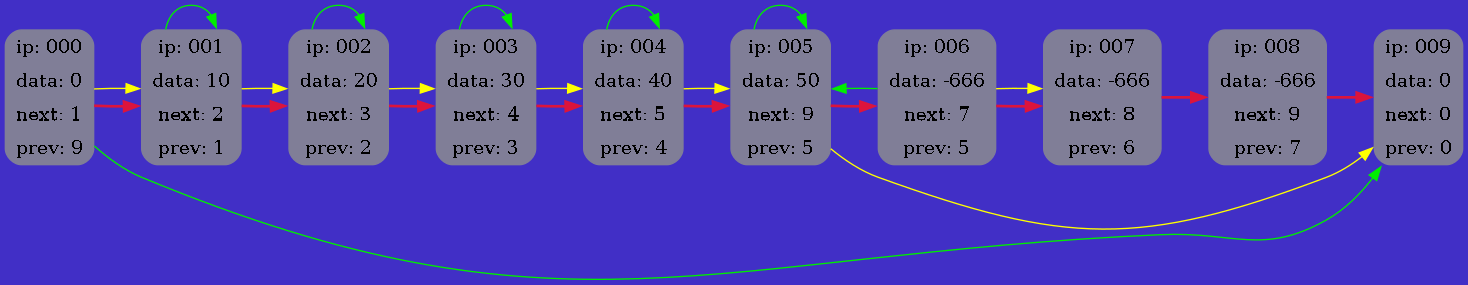 ip: 000
data: 0
next: 1
prev: 9
ip: 001
data: 10
next: 2
prev: 1
ip: 002
data: 20
next: 3
prev: 2
ip: 003
data: 30
next: 4
prev: 3
ip: 004
data: 40
next: 5
prev: 4
ip: 005
data: 50
next: 9
prev: 5
ip: 006
data: -666
next: 7
prev: 5
ip: 007
data: -666
next: 8
prev: 6
ip: 008
data: -666
next: 9
prev: 7
ip: 009
data: 0
next: 0
prev: 0